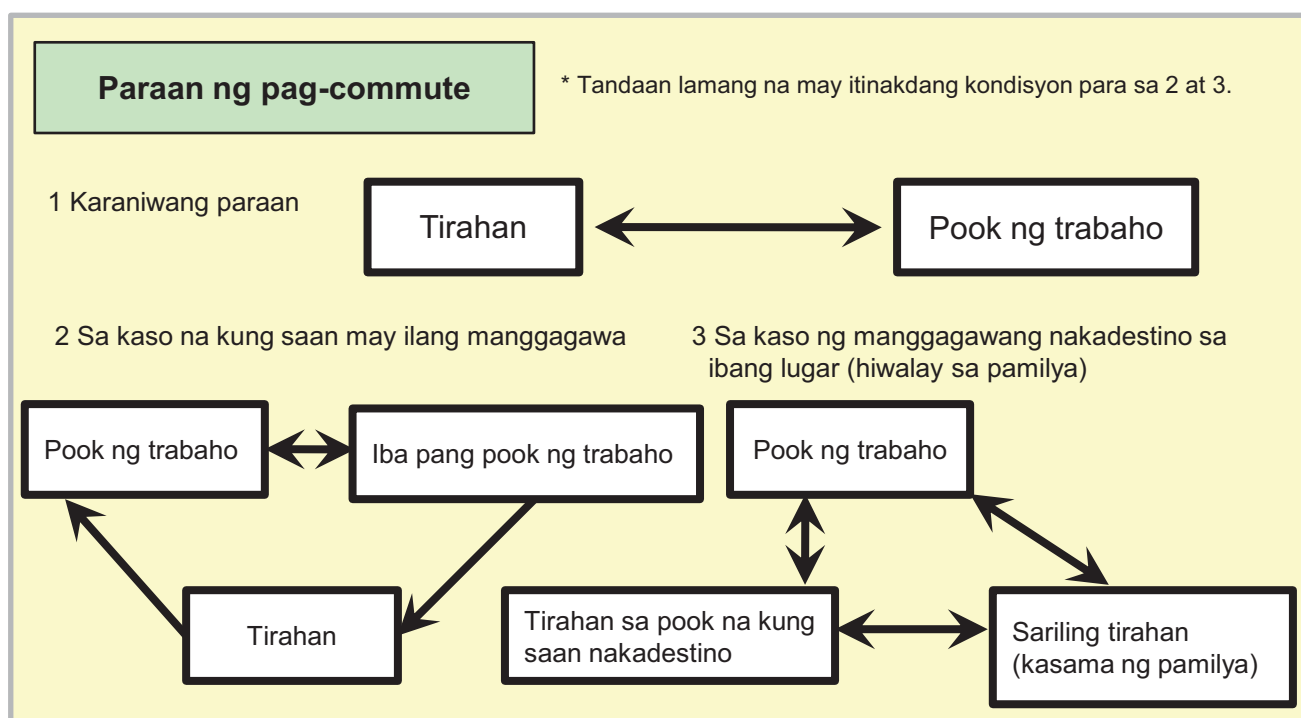 Paraan ng pag-commute
* Tandaan lamang na may itinakdang kondisyon para sa 2 at 3.
1 Karaniwang paraan
Tirahan
Pook ng trabaho
2 Sa kaso na kung saan may ilang manggagawa
Pook ng trabaho
Iba pang pook ng trabaho
Tirahan
3 Sa kaso ng manggagawang nakadestino sa
ibang lugar (hiwalay sa pamilya)
Pook ng trabaho
Tirahan sa pook na kung
saan nakadestino
Sariling tirahan
(kasama ng pamilya)